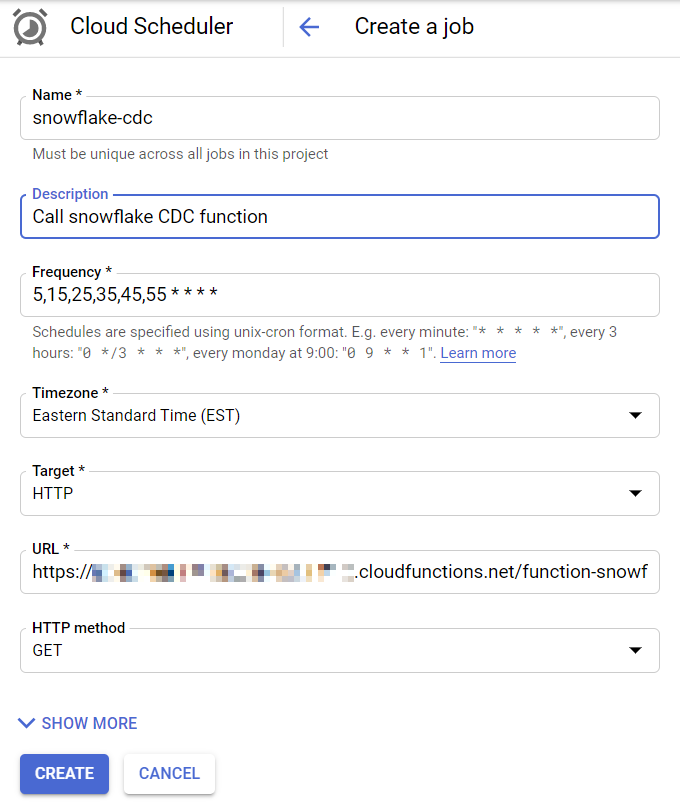 Cloud Scheduler
Create a job
Name *
snowflake-cdc
Must be unique across all jobs in this project
Description
Call snowflake CDC function
Frequency *
5,15,25,35,45,55 * * * *
Schedules are specified using unix-cron format. E.g. every minute: "* * * * *", every 3
hours: "0 */3 * * *", every monday at 9:00: "0 9 * * 1". Learn more
Timezone *
Eastern Standard Time (EST)
Target *
HTTP
URL *
https:// .cloudfunctions.net/function-snowf
HTTP method
GET
SHOW MORE
CREATE
CANCEL